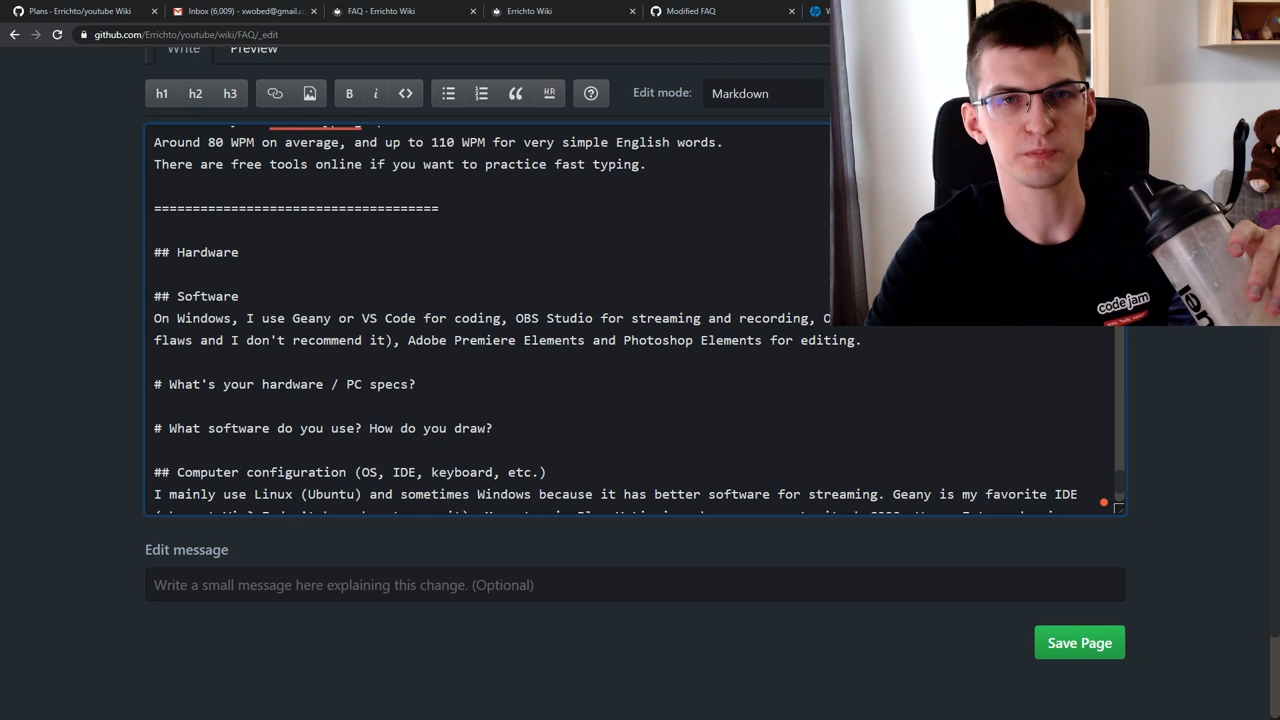 Plans - Errichto/youtube Wiki
Inbox (6,009) - xwobed@gmail.c
FAQ - Errichto Wiki
Errichto Wiki
Modified FAQ
github.com/Errichto/youtube/wiki/FAQ/_edit
Write
Preview
h1 h2 h3
B i <>
HR
Edit mode:
Markdown
Around 80 WPM on average, and up to 110 WPM for very simple English words.
There are free tools online if you want to practice fast typing.
=====================================
## Hardware
## Software
On Windows, I use Geany or VS Code for coding, OBS Studio for streaming and recording,
flaws and I don't recommend it), Adobe Premiere Elements and Photoshop Elements for editing.
# What's your hardware / PC specs?
# What software do you use? How do you draw?
## Computer configuration (OS, IDE, keyboard, etc.)
I mainly use Linux (Ubuntu) and sometimes Windows because it has better software for streaming. Geany is my favorite IDE
Edit message
Write a small message here explaining this change. (Optional)
Save Page
code jam